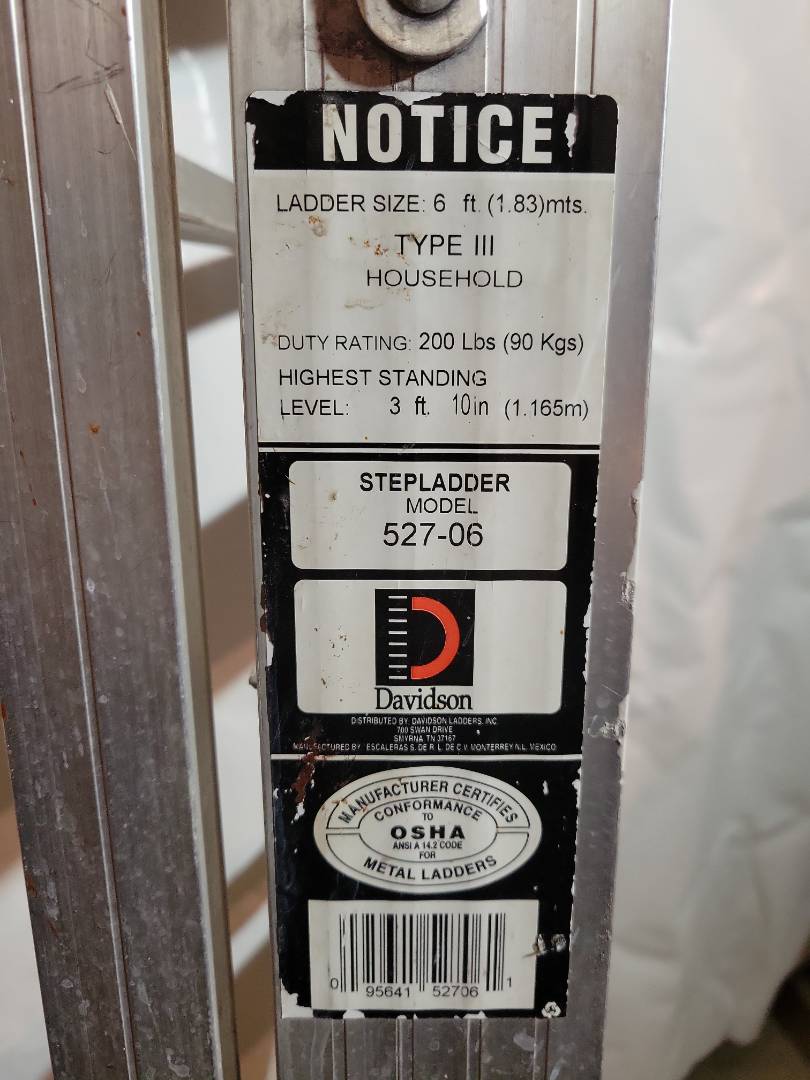 NOTICE
LADDER SIZE: 6 ft. (1.83)mts.
TYPE III
HOUSEHOLD
DUTY RATING: 200 Lbs (90 Kgs)
HIGHEST STANDING
LEVEL: 3 ft. 10in (1.165m)
STEPLADDER
MODEL
527-06
Davidson
DISTRIBUTED BY: DAVIDSON LADDERS, INC.
700 SWAN DRIVE
SMYRNA TN 37167
MANUFACTURED BY ESCALERAS S. DE R. L. DE C.V. MONTERREY N.L. MEXICO
MANUFACTURER CERTIFIES
CONFORMANCE
TO
OSHA
ANSI A 14.2 CODE
FOR
METAL LADDERS
0 95641 52706 1